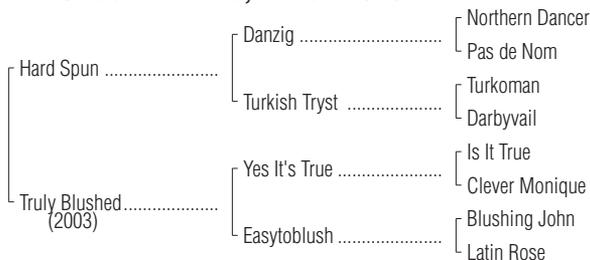 Northern Dancer
Danzig
Pas de Nom
Hard Spun
Turkoman
Turkish Tryst
Darbyvail
Is It True
Yes It's True
Clever Monique
Truly Blushed
(2003)
Blushing John
Easytoblush
Latin Rose